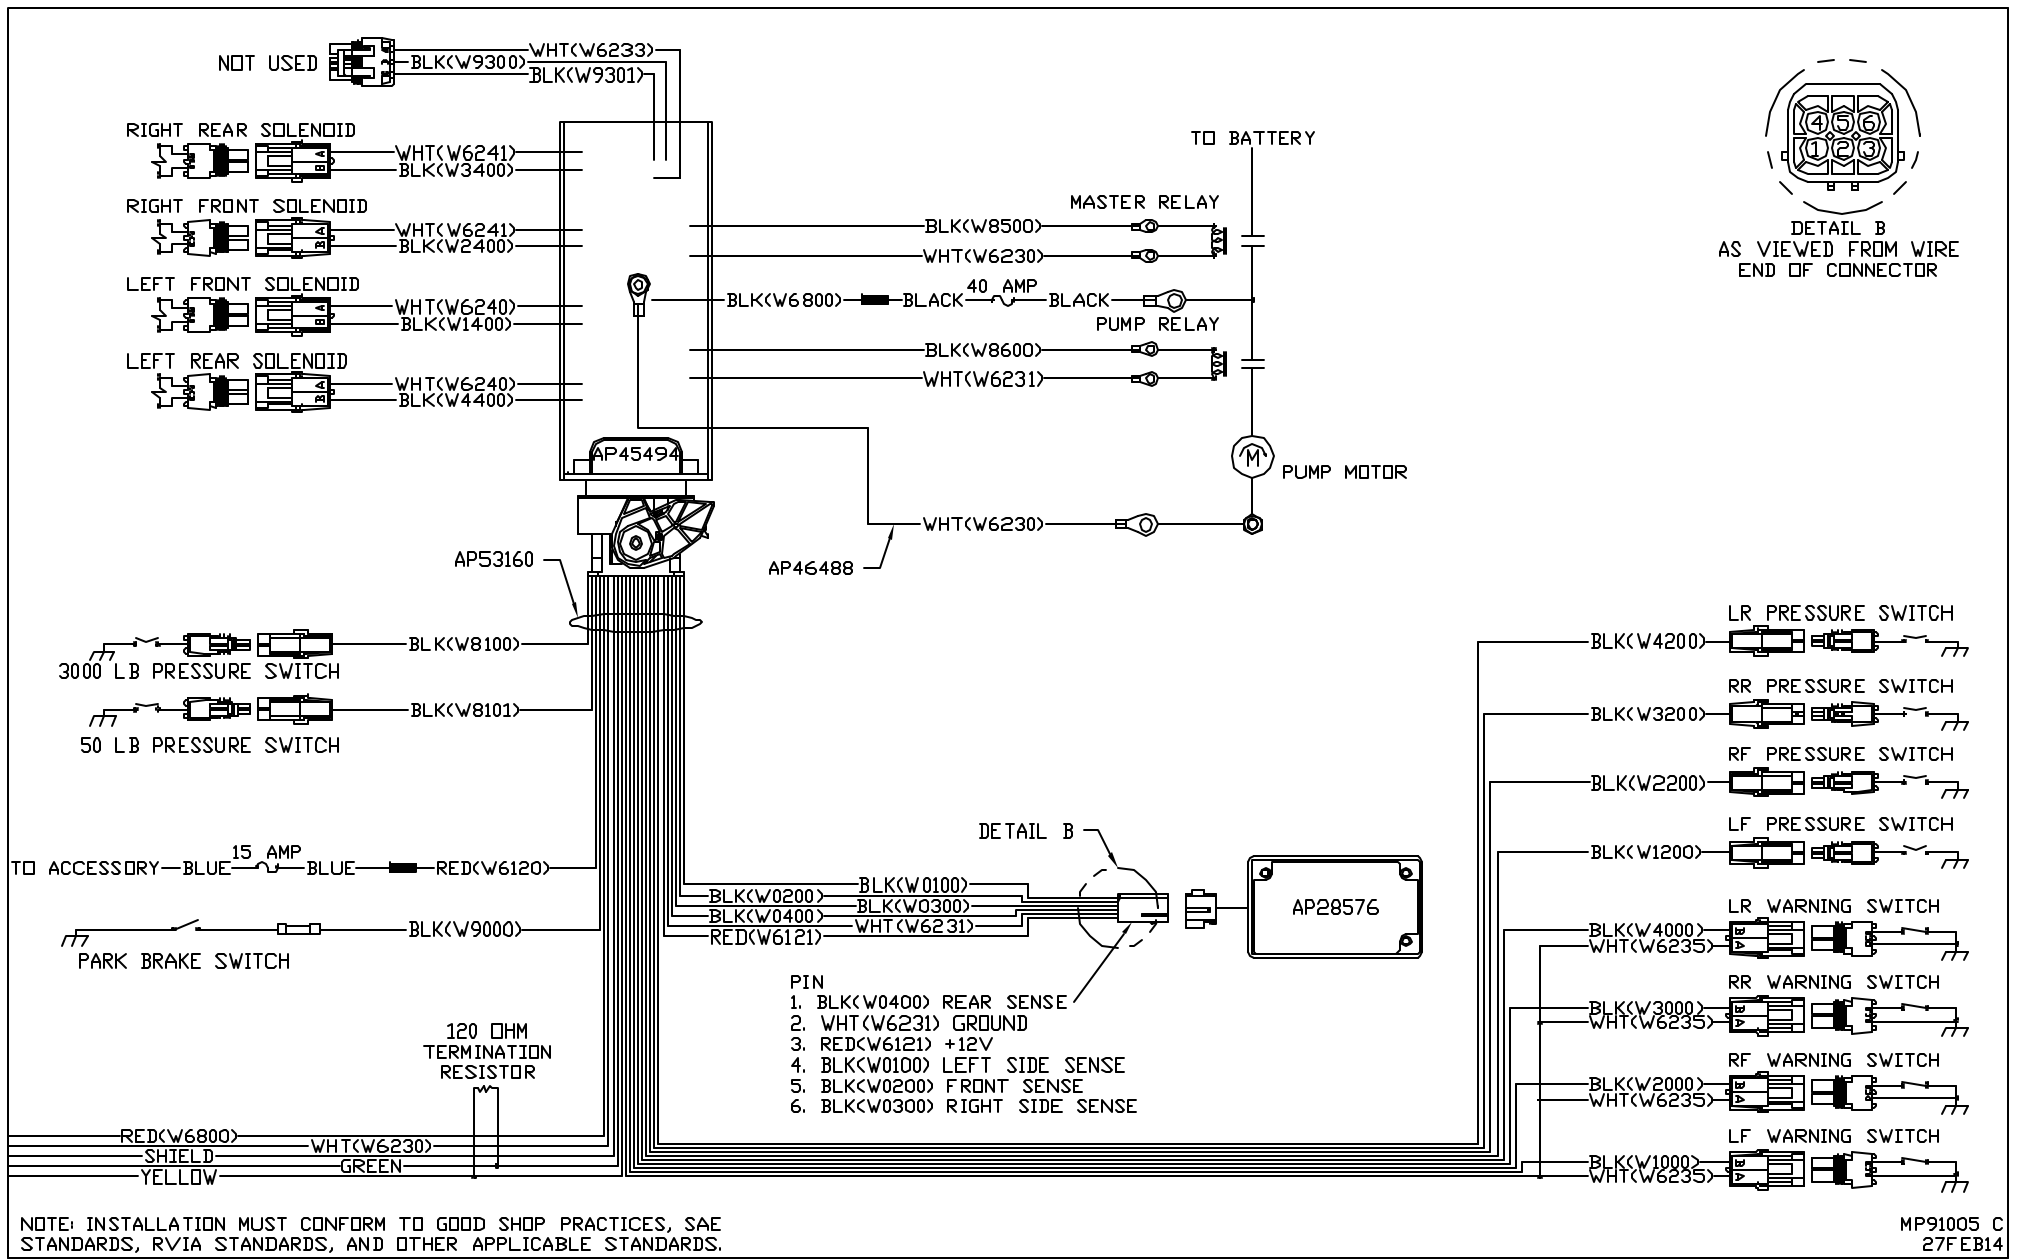 NOT USED
WHT(W6233)
BLK(W9300)
BLK(W9301)
RIGHT REAR SOLENOID
WHT(W6241)
BLK(W3400)
A
B
RIGHT FRONT SOLENOID
WHT(W6241)
BLK(W2400)
A
B
LEFT FRONT SOLENOID
WHT(W6240)
BLK(W1400)
A
B
LEFT REAR SOLENOID
WHT(W6240)
BLK(W4400)
A
B
TO BATTERY
MASTER RELAY
BLK(W8500)
WHT(W6230)
BLK(W6800)
BLACK
40 AMP
BLACK
PUMP RELAY
BLK(W8600)
WHT(W6231)
M
PUMP MOTOR
WHT(W6230)
AP46488
4 5 6
1 2 3
DETAIL B
AS VIEWED FROM WIRE
END OF CONNECTOR
AP45494
AP53160
BLK(W8100)
3000 LB PRESSURE SWITCH
BLK(W8101)
50 LB PRESSURE SWITCH
TO ACCESSORY
BLUE
15 AMP
BLUE
RED(W6120)
BLK(W9000)
PARK BRAKE SWITCH
DETAIL B
BLK(W0100)
BLK(W0200)
BLK(W0300)
BLK(W0400)
WHT(W6231)
RED(W6121)
AP28576
PIN
1. BLK(W0400) REAR SENSE
2. WHT(W6231) GROUND
3. RED(W6121) +12V
4. BLK(W0100) LEFT SIDE SENSE
5. BLK(W0200) FRONT SENSE
6. BLK(W0300) RIGHT SIDE SENSE
120 OHM
TERMINATION
RESISTOR
RED(W6800)
WHT(W6230)
SHIELD
GREEN
YELLOW
LR PRESSURE SWITCH
BLK(W4200)
RR PRESSURE SWITCH
BLK(W3200)
RF PRESSURE SWITCH
BLK(W2200)
LF PRESSURE SWITCH
BLK(W1200)
LR WARNING SWITCH
BLK(W4000)
WHT(W6235)
B
A
RR WARNING SWITCH
BLK(W3000)
WHT(W6235)
B
A
RF WARNING SWITCH
BLK(W2000)
WHT(W6235)
B
A
LF WARNING SWITCH
BLK(W1000)
WHT(W6235)
B
A
NOTE: INSTALLATION MUST CONFORM TO GOOD SHOP PRACTICES, SAE
STANDARDS, RVIA STANDARDS, AND OTHER APPLICABLE STANDARDS.
MP91005 C
27FEB14